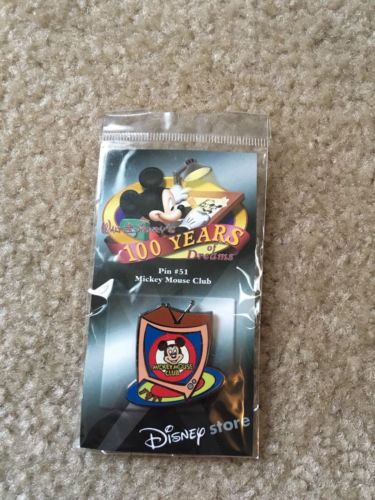 Walt Disney's
100 YEARS
of
Dreams
Pin #51
Mickey Mouse Club
MICKEY MOUSE
CLUB
Disney store